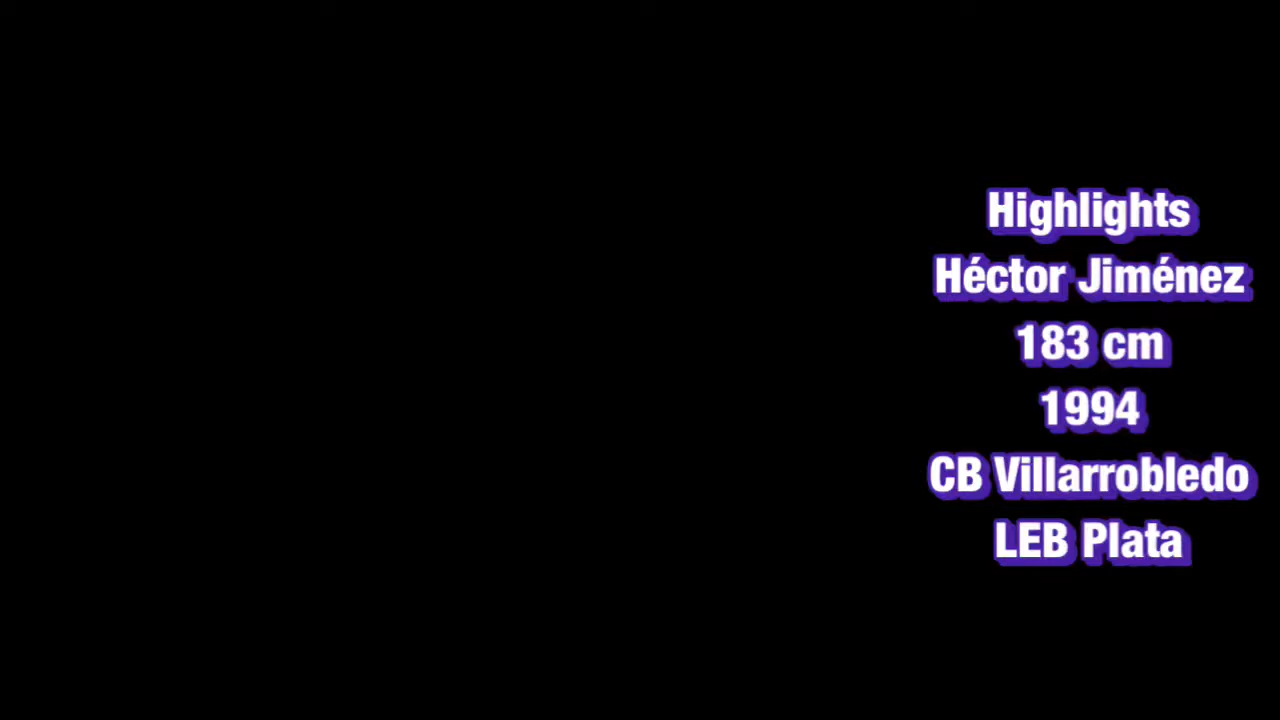 Highlights
Héctor Jiménez
183 cm
1994
CB Villarrobledo
LEB Plata